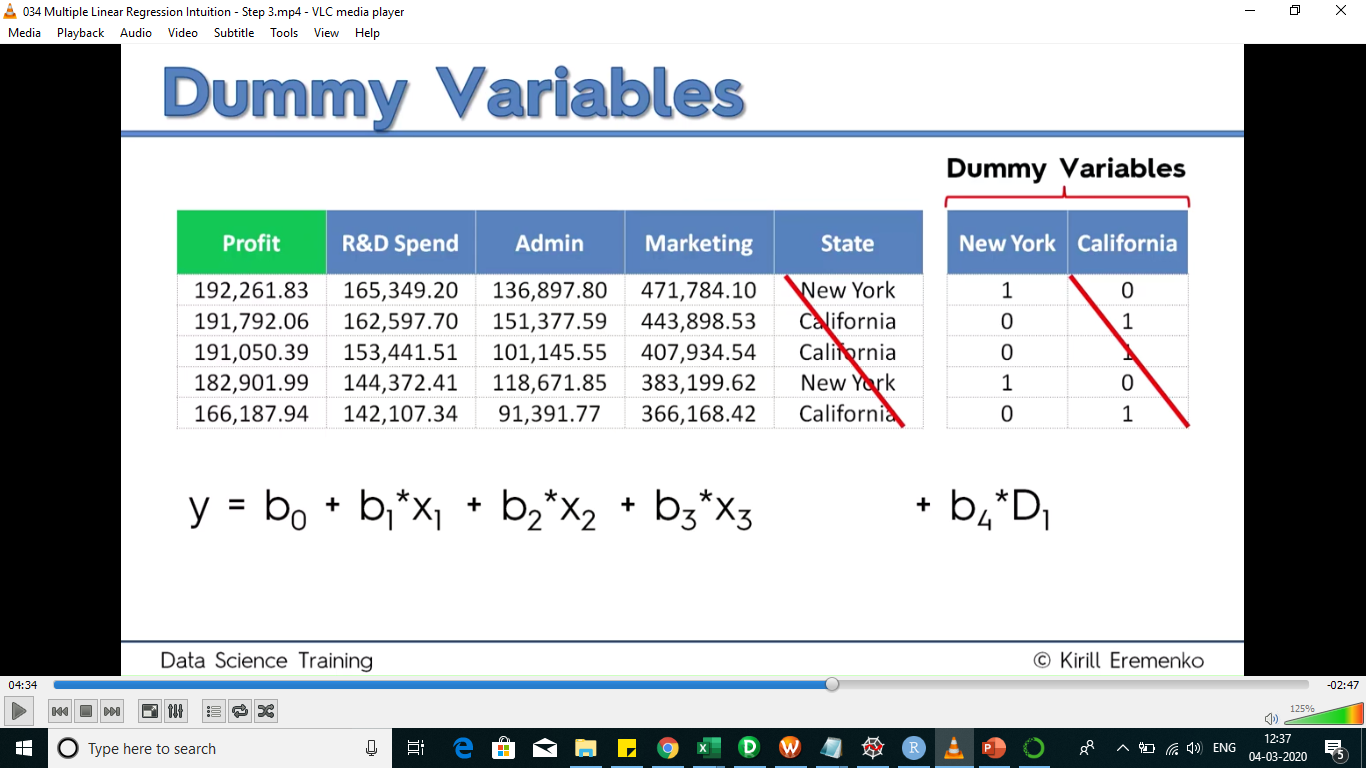 034 Multiple Linear Regression Intuition - Step 3.mp4 - VLC media player
Media Playback Audio Video Subtitle Tools View Help
Dummy Variables
Dummy Variables
Profit R&D Spend Admin Marketing State New York California
192,261.83 165,349.20 136,897.80 471,784.10 New York 1 0
191,792.06 162,597.70 151,377.59 443,898.53 California 0 1
191,050.39 153,441.51 101,145.55 407,934.54 California 0 1
182,901.99 144,372.41 118,671.85 383,199.62 New York 1 0
166,187.94 142,107.34 91,391.77 366,168.42 California 0 1
y = b₀ + b₁*x₁ + b₂*x₂ + b₃*x₃ + b₄*D₁
Data Science Training © Kirill Eremenko
04:34 -02:47
125%
Type here to search ENG 12:37
04-03-2020 5